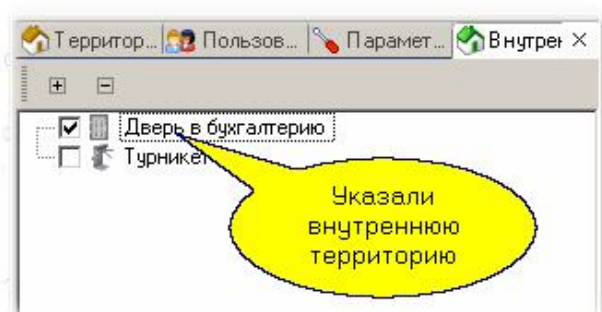 Территор... Пользов... Парамет... Внутрен
Дверь в бухгалтерию
Турникет
Указали
внутреннюю
территорию